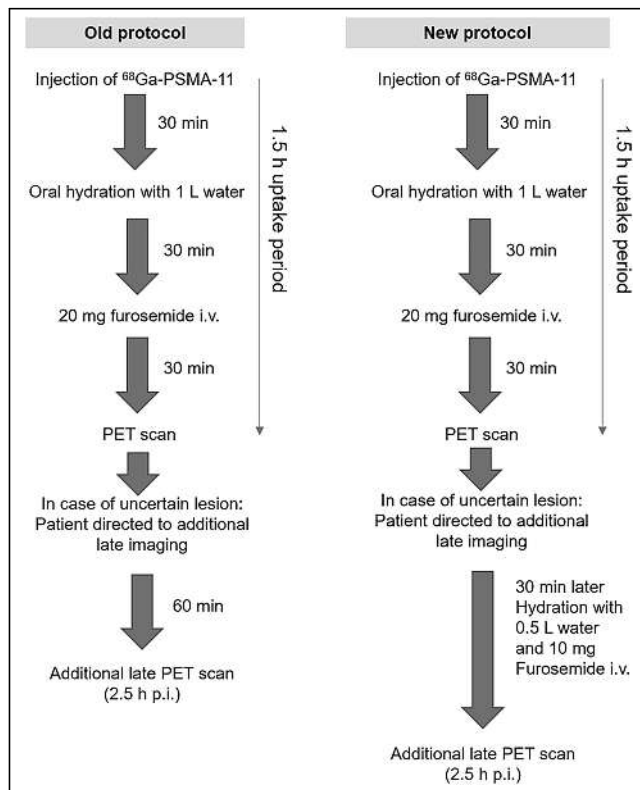 Old protocol
Injection of ⁶⁸Ga-PSMA-11
30 min
Oral hydration with 1 L water
30 min
20 mg furosemide i.v.
30 min
PET scan
1.5 h uptake period
In case of uncertain lesion:
Patient directed to additional
late imaging
60 min
Additional late PET scan
(2.5 h p.i.)
New protocol
Injection of ⁶⁸Ga-PSMA-11
30 min
Oral hydration with 1 L water
30 min
20 mg furosemide i.v.
30 min
PET scan
1.5 h uptake period
In case of uncertain lesion:
Patient directed to additional
late imaging
30 min later
Hydration with
0.5 L water
and 10 mg
Furosemide i.v.
Additional late PET scan
(2.5 h p.i.)